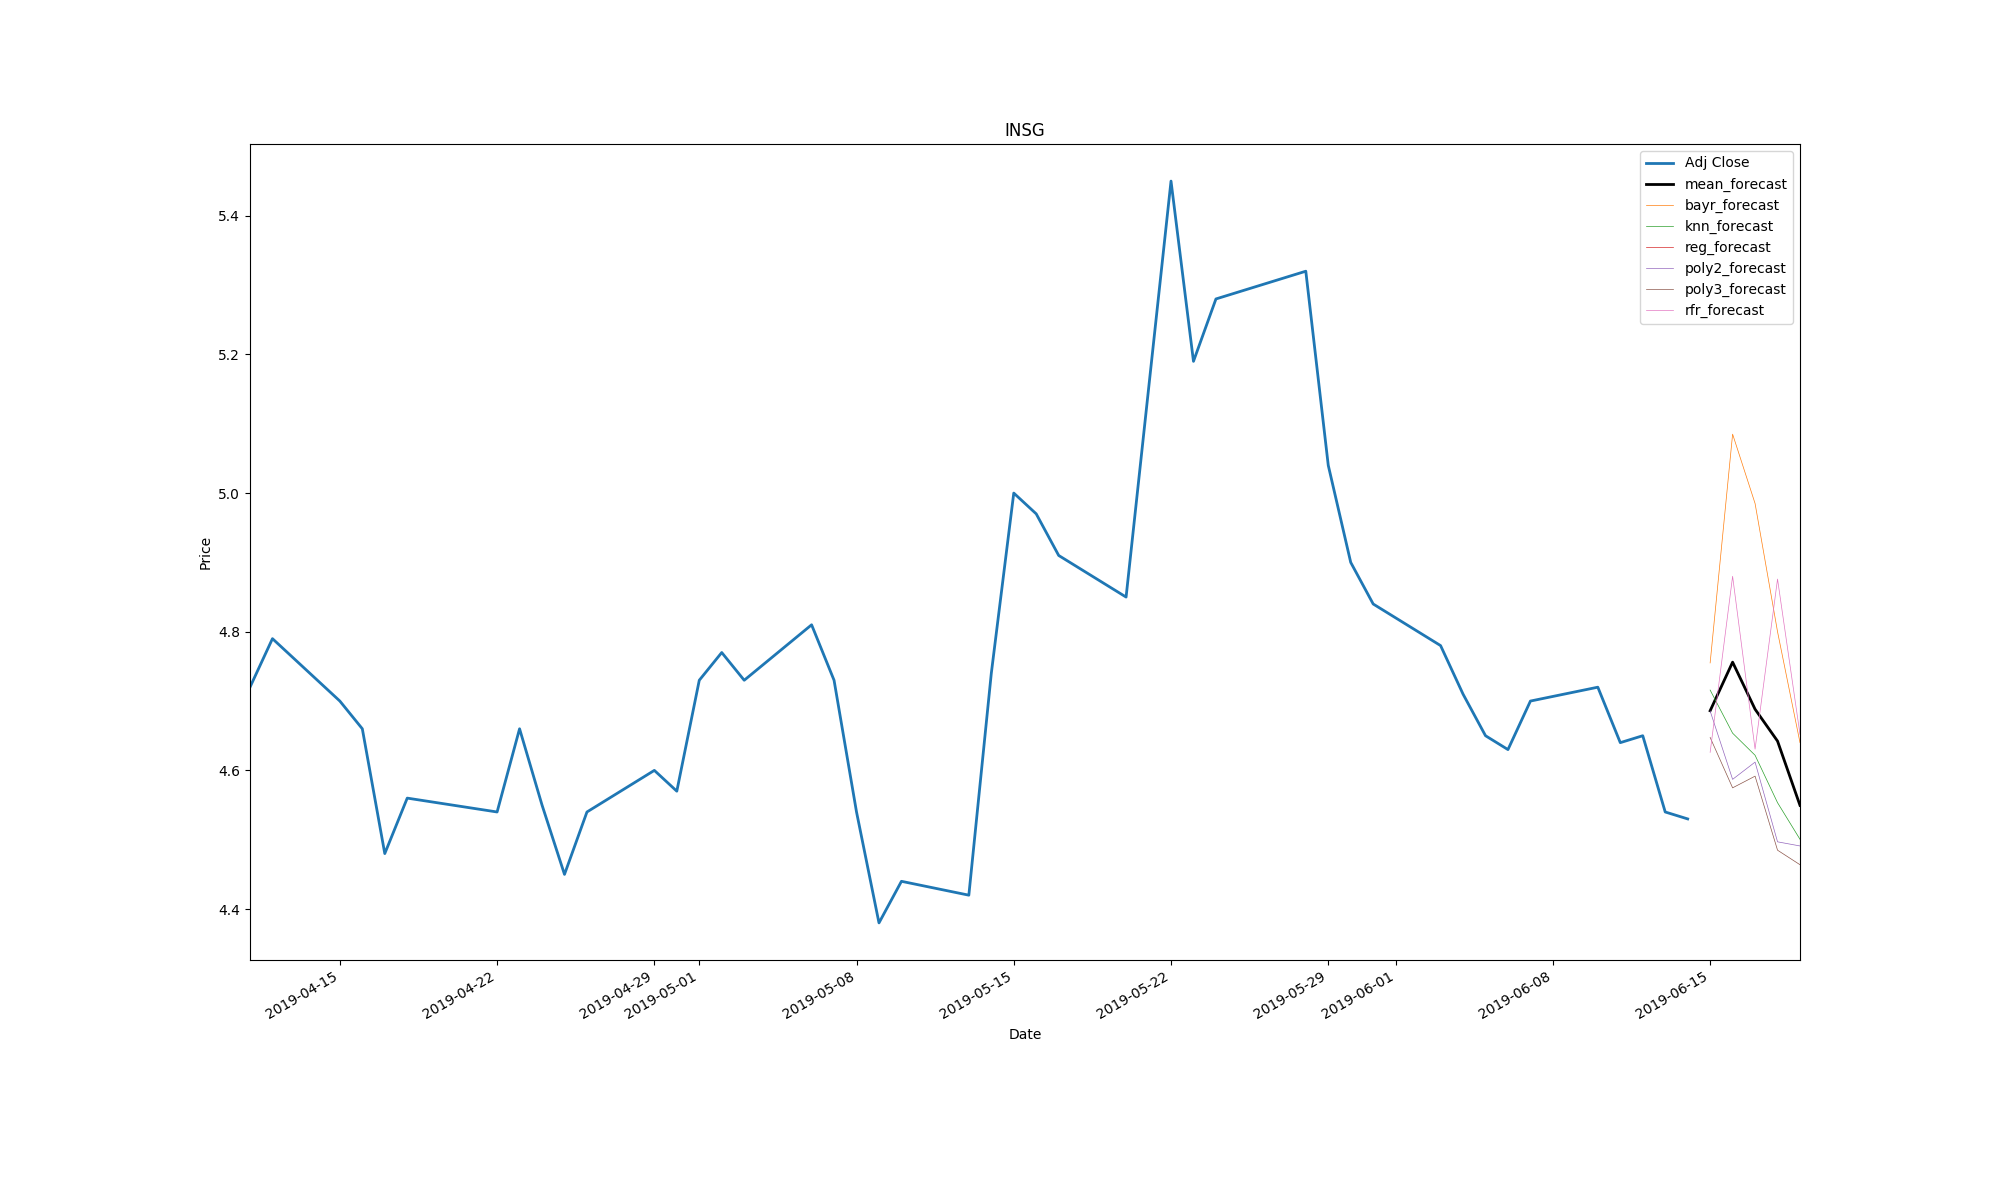 INSG
Adj Close
mean_forecast
bayr_forecast
knn_forecast
reg_forecast
poly2_forecast
poly3_forecast
rfr_forecast
5.4
5.2
5.0
4.8
4.6
4.4
Price
2019-04-15
2019-04-22
2019-04-29
2019-05-01
2019-05-08
2019-05-15
2019-05-22
2019-05-29
2019-06-01
2019-06-08
2019-06-15
Date